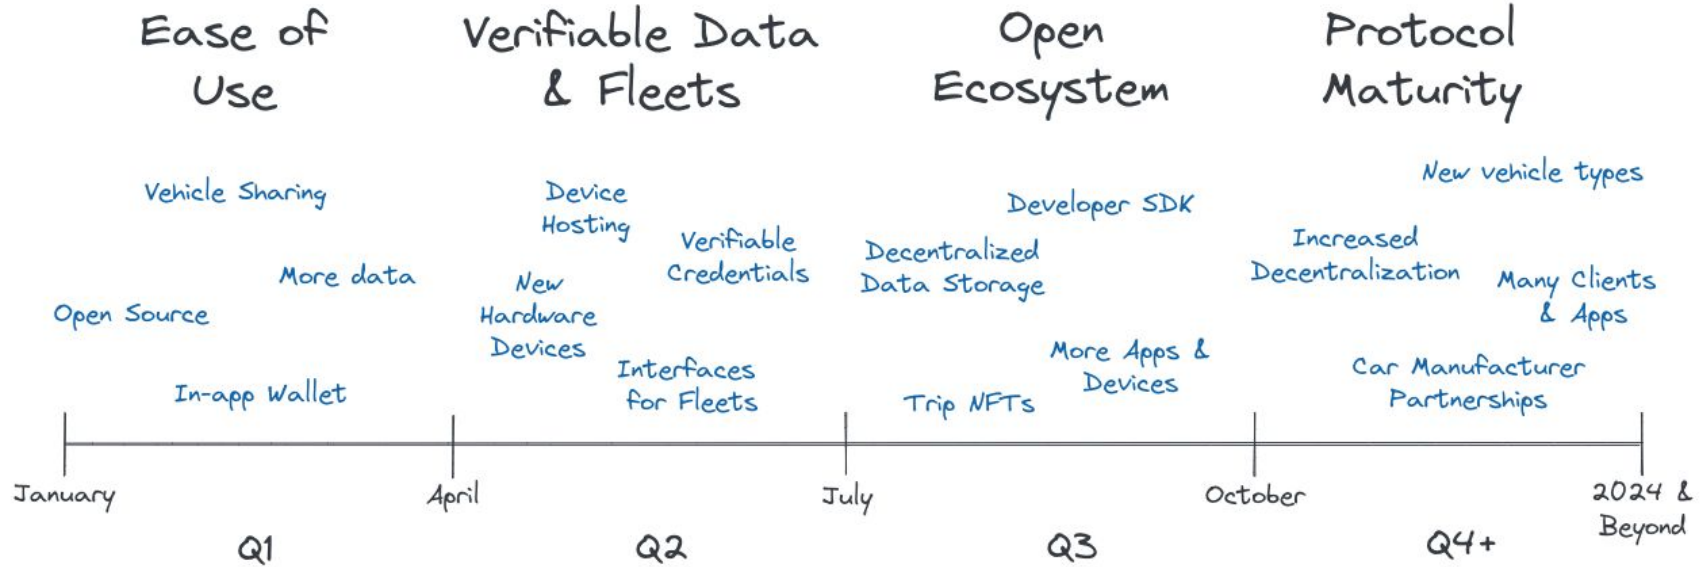 Ease of
Use
Verifiable Data
& Fleets
Open
Ecosystem
Protocol
Maturity
Vehicle Sharing
More data
Open Source
In-app Wallet
Device
Hosting
Verifiable
Credentials
New
Hardware
Devices
Interfaces
for Fleets
Developer SDK
Decentralized
Data Storage
More Apps &
Devices
Trip NFTs
New vehicle types
Increased
Decentralization
Many Clients
& Apps
Car Manufacturer
Partnerships
January
April
July
October
2024 &
Beyond
Q1
Q2
Q3
Q4+